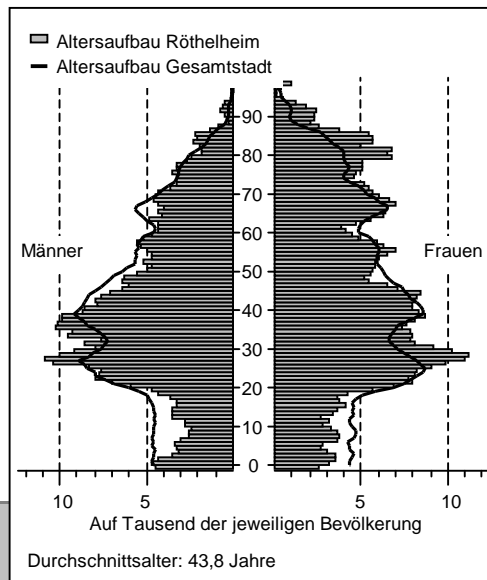 Altersaufbau Röthelheim
Altersaufbau Gesamtstadt
90
80
70
60
Männer
Frauen
50
40
30
20
10
0
10
5
5
10
Auf Tausend der jeweiligen Bevölkerung
Durchschnittsalter: 43,8 Jahre